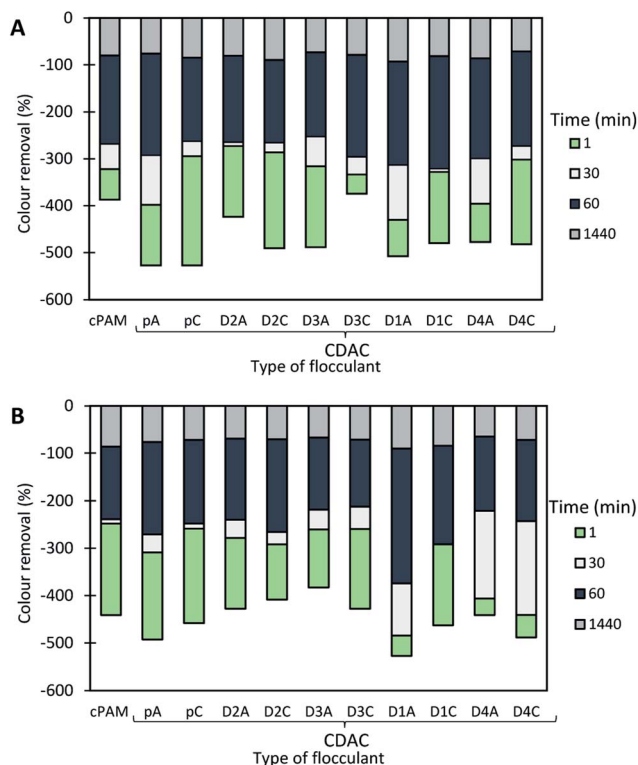 A
0
-100
-200
-300
-400
-500
-600
Colour removal (%)
Time (min)
1
30
60
1440
cPAM pA pC D2A D2C D3A D3C D1A D1C D4A D4C
CDAC
Type of flocculant
B
0
-100
-200
-300
-400
-500
-600
Colour removal (%)
Time (min)
1
30
60
1440
cPAM pA pC D2A D2C D3A D3C D1A D1C D4A D4C
CDAC
Type of flocculant